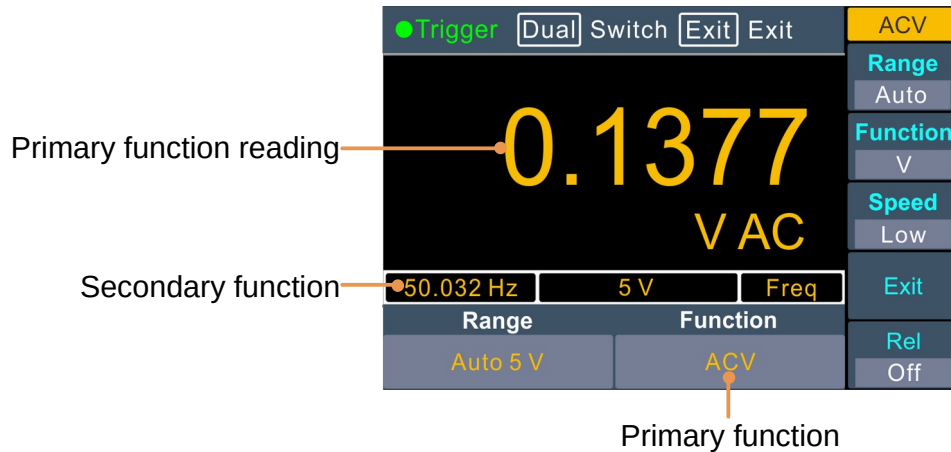 Trigger Dual Switch Exit Exit
ACV
Range
Auto
Primary function reading
0.1377
V AC
Function
V
Speed
Low
Secondary function
50.032 Hz 5 V Freq
Exit
Range Function
Auto 5 V ACV
Rel
Off
Primary function